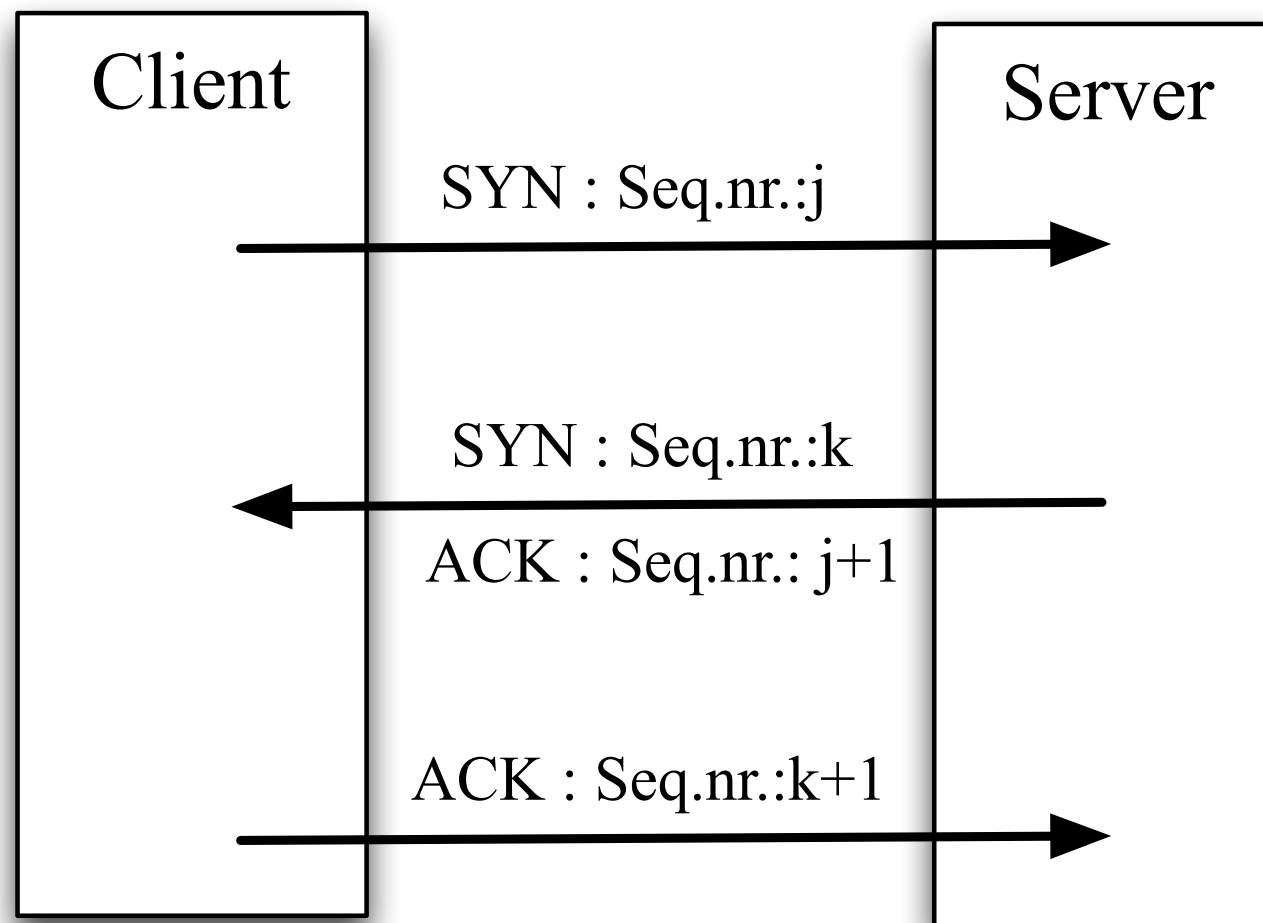 Client
Server
SYN : Seq.nr.:j
SYN : Seq.nr.:k
ACK : Seq.nr.: j+1
ACK : Seq.nr.:k+1